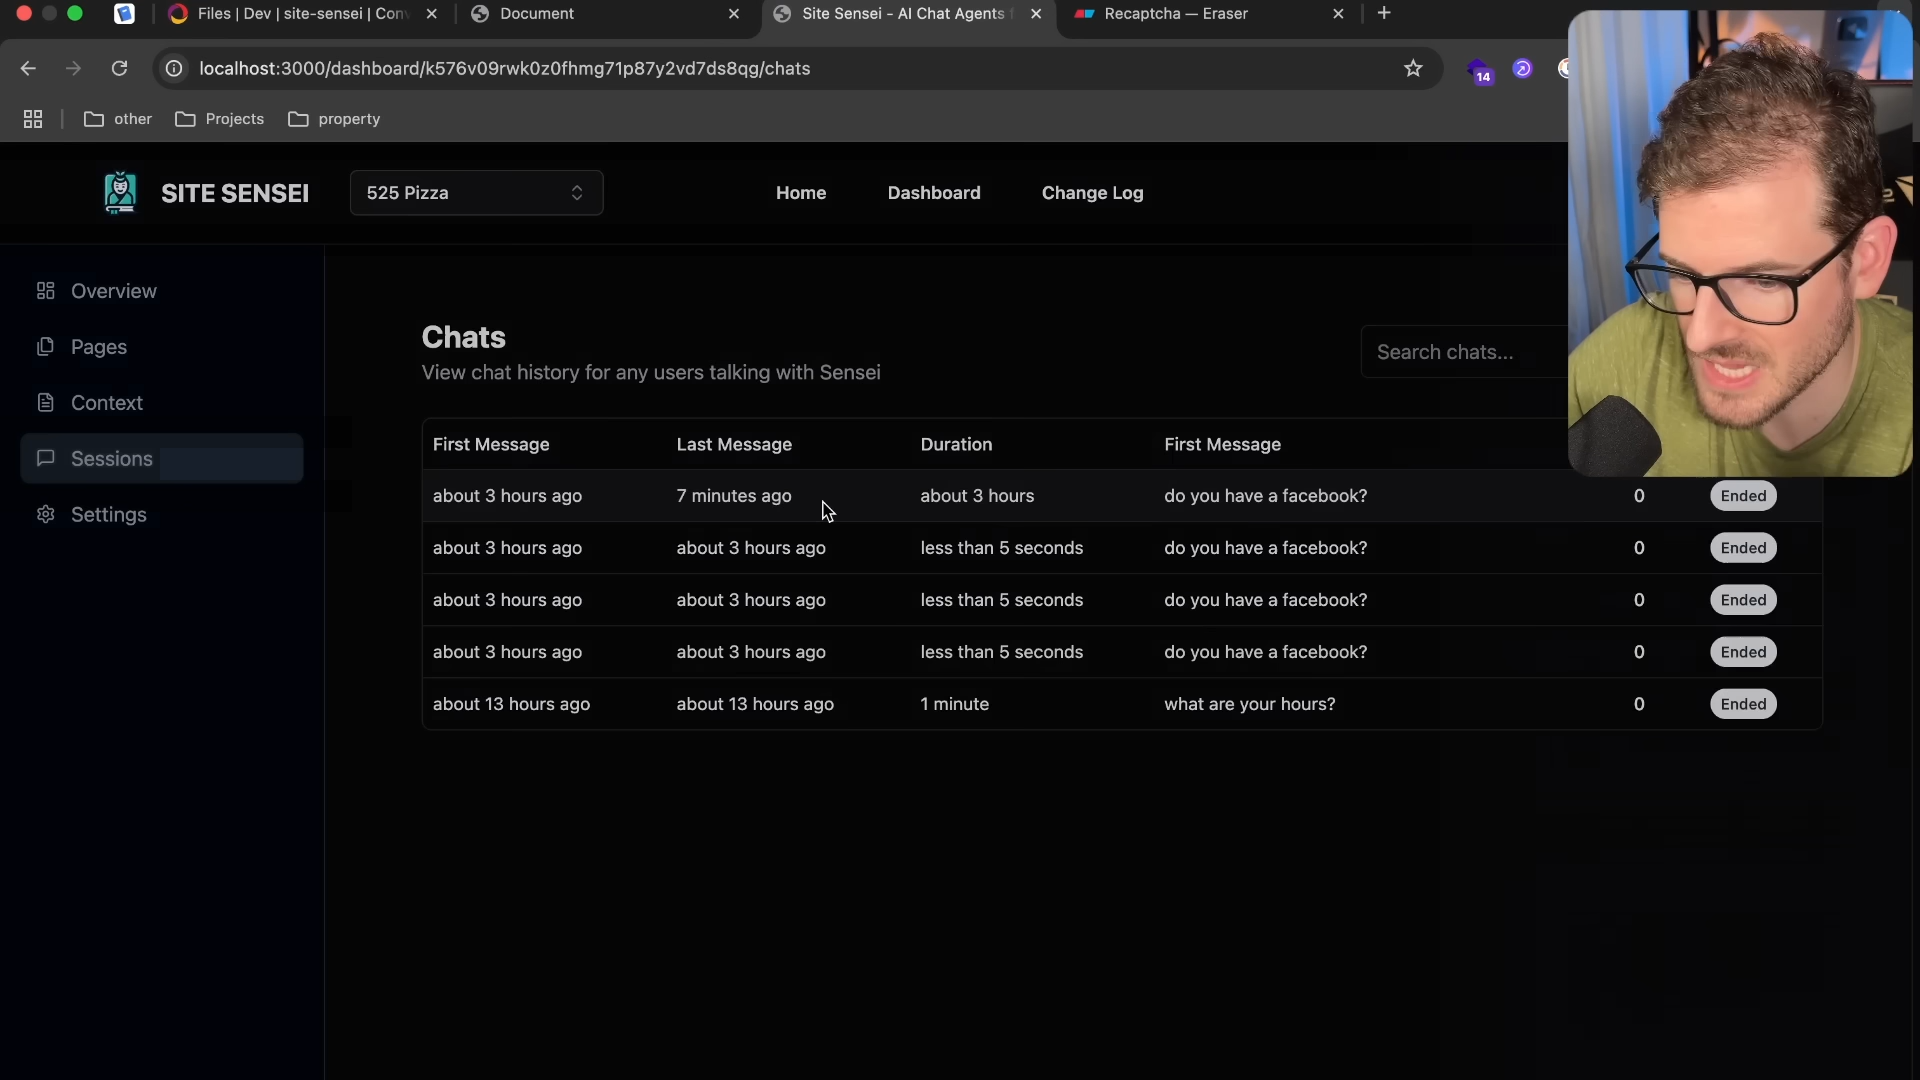 Files | Dev | site-sensei | Con
Document
Site Sensei - AI Chat Agents
Recaptcha — Eraser
localhost:3000/dashboard/k576v09rwk0z0fhmg71p87y2vd7ds8qg/chats
14
other
Projects
property
SITE SENSEI
525 Pizza
Home
Dashboard
Change Log
Overview
Pages
Context
Sessions
Settings
Chats
View chat history for any users talking with Sensei
Search chats...
First Message Last Message Duration First Message
about 3 hours ago 7 minutes ago about 3 hours do you have a facebook? 0 Ended
about 3 hours ago about 3 hours ago less than 5 seconds do you have a facebook? 0 Ended
about 3 hours ago about 3 hours ago less than 5 seconds do you have a facebook? 0 Ended
about 3 hours ago about 3 hours ago less than 5 seconds do you have a facebook? 0 Ended
about 13 hours ago about 13 hours ago 1 minute what are your hours? 0 Ended